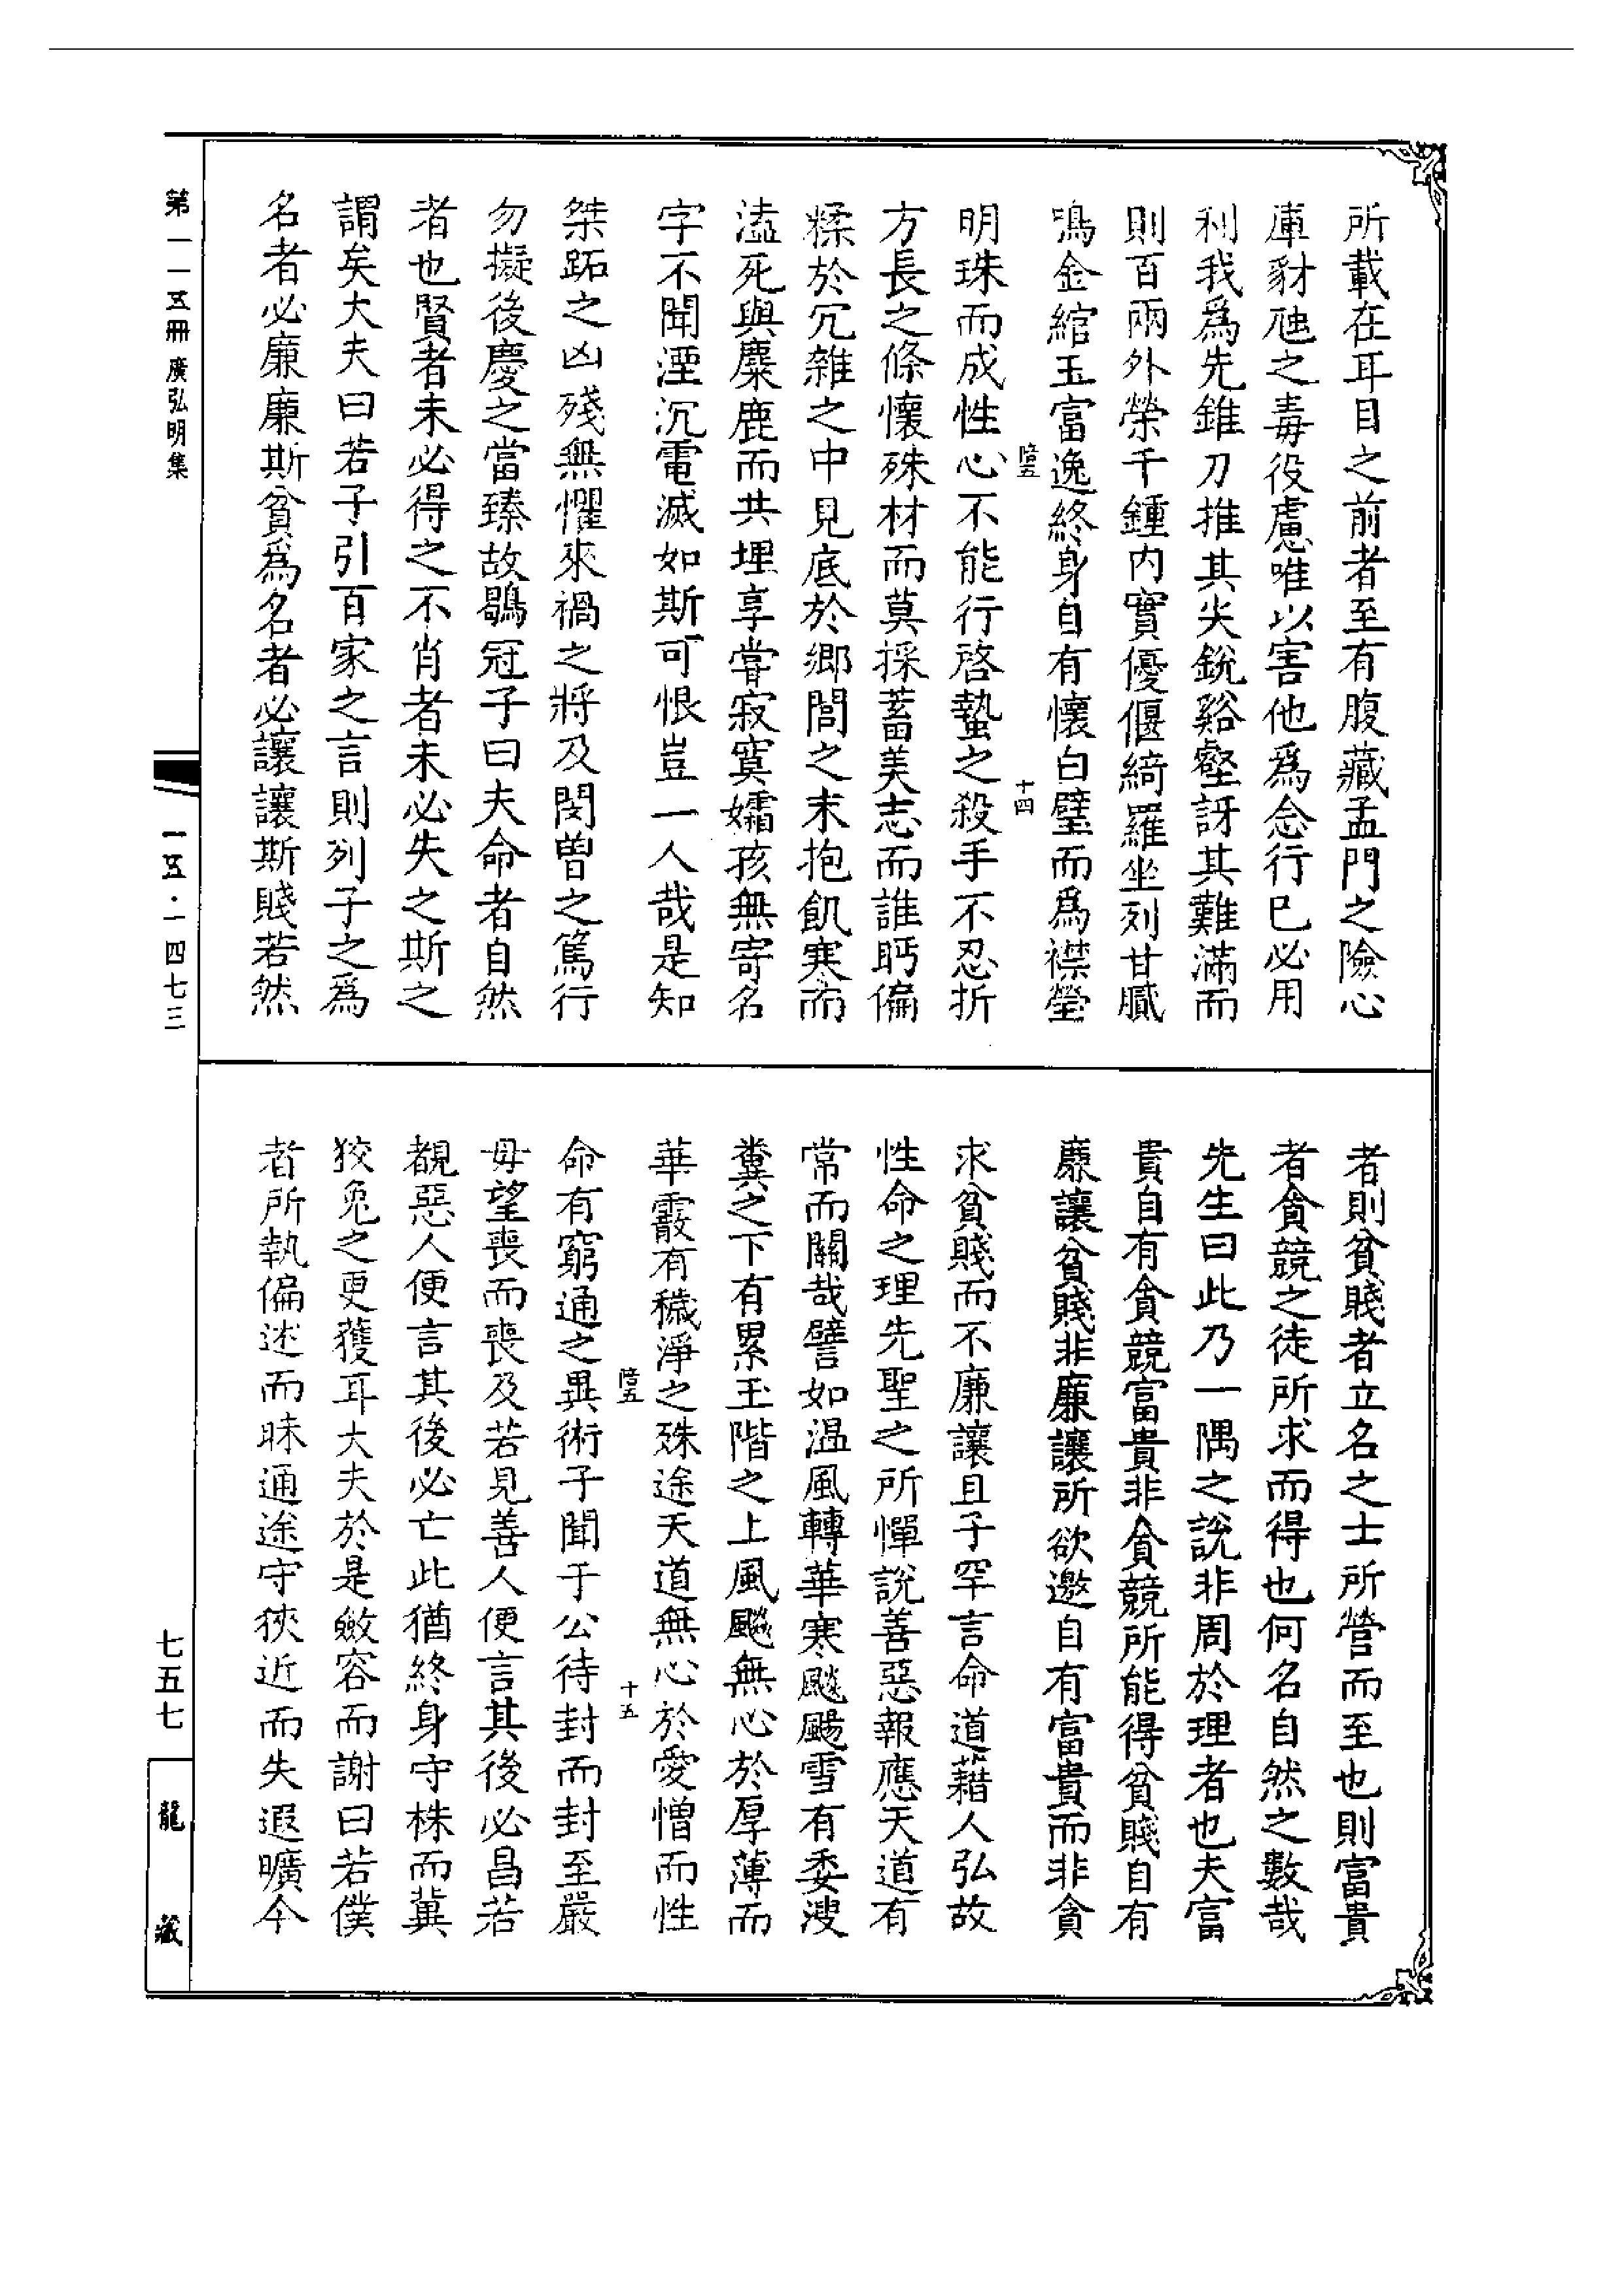 所載在耳目之前者至有腹藏孟門之險心
庫豺虺之毒役慮唯以害他爲念行巳必用
利我爲先錐刀推其尖銳谿壑訝其難滿而
則百兩外榮千鍾內實優偃綺羅坐列甘膩
鳴金綰玉富逸終身自有懷白璧而爲襟瑩
陪五
十四
明珠而成性心不能行啓蟄之殺手不忍折
方長之條懷殊材而莫採蓄美志而誰眄偏
糅於冗雜之中見底於鄉閭之末抱飢寒而
溘死與麋鹿而共埋享嘗寂寞孀孩無寄名
字不聞湮沉電滅如斯可恨豈一人哉是知
桀跖之凶殘無懼來禍之將及閔曽之篤行
勿擬後慶之當臻故鶡冠子曰夫命者自然
者也賢者未必得之不肖者未必失之斯之
謂矣大夫曰若子引百家之言則列子之爲
名者必廉廉斯貧爲名者必讓讓斯賤若然
者則貧賤者立名之士所營而至也則富貴
者貪競之徒所求而得也何名自然之數哉
先生曰此乃一隅之說非周於理者也夫富
貴自有貪競富貴非貪競所能得貧賤自有
廉讓貧賤非廉讓所欲邀自有富貴而非貪
求貧賤而不廉讓且子罕言命道藉人弘故
性命之理先聖之所憚說善惡報應天道有
常而關哉譬如温風轉華寒飈颺雪有委溲
糞之下有累玉階之上風飈無心於厚薄而
華霰有穢淨之殊途天道無心於愛憎而性
陪五
十五
命有窮通之異術子聞于公待封而封至嚴
毋望喪而喪及若見善人便言其後必昌若
覩惡人便言其後必亡此猶終身守株而冀
狡兔之更獲耳大夫於是斂容而謝曰若僕
者所執偏述而昧通途守狹近而失遐曠今
第一一五冊 廣弘明集
一五·一四七三
七五七
龍藏